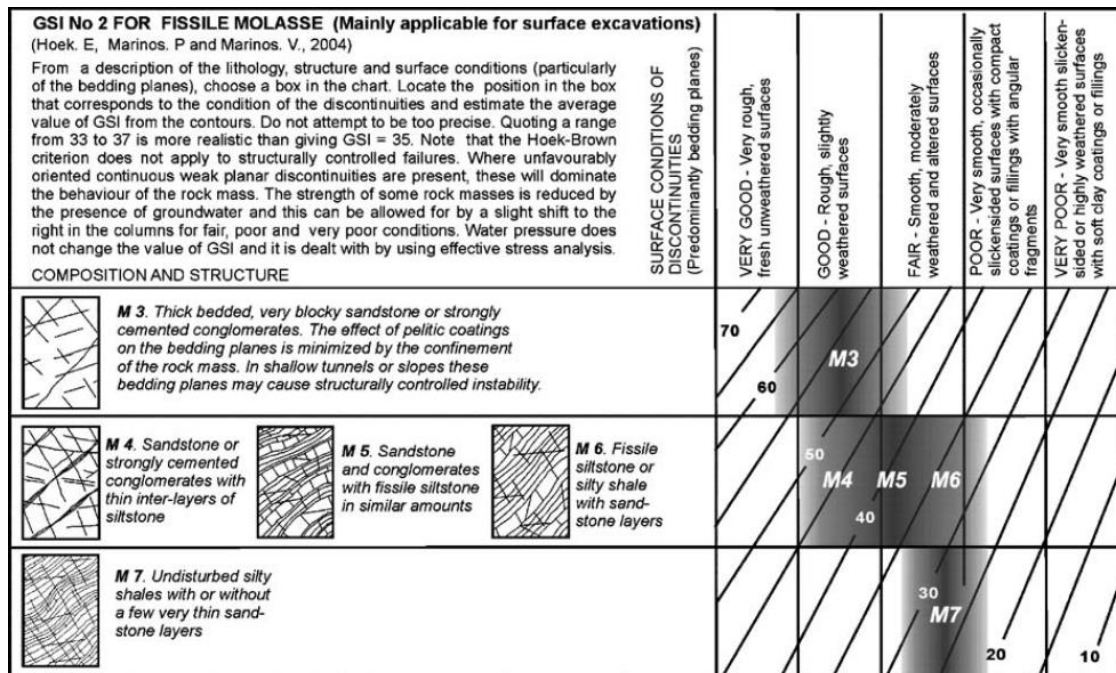 GSI No 2 FOR FISSILE MOLASSE (Mainly applicable for surface excavations)
(Hoek. E, Marinos. P and Marinos. V., 2004)
From a description of the lithology, structure and surface conditions (particularly
of the bedding planes), choose a box in the chart. Locate the position in the box
that corresponds to the condition of the discontinuities and estimate the average
value of GSI from the contours. Do not attempt to be too precise. Quoting a range
from 33 to 37 is more realistic than giving GSI = 35. Note that the Hoek-Brown
criterion does not apply to structurally controlled failures. Where unfavourably
oriented continuous weak planar discontinuities are present, these will dominate
the behaviour of the rock mass. The strength of some rock masses is reduced by
the presence of groundwater and this can be allowed for by a slight shift to the
right in the columns for fair, poor and very poor conditions. Water pressure does
not change the value of GSI and it is dealt with by using effective stress analysis.
COMPOSITION AND STRUCTURE
SURFACE CONDITIONS OF
DISCONTINUITIES
(Predominantly bedding planes)
VERY GOOD - Very rough,
fresh unweathered surfaces
GOOD - Rough, slightly
weathered surfaces
FAIR - Smooth, moderately
weathered and altered surfaces
POOR - Very smooth, occasionally
slickensided surfaces with compact
coatings or fillings with angular
fragments
VERY POOR - Very smooth slicken-
sided or highly weathered surfaces
with soft clay coatings or fillings
M 3. Thick bedded, very blocky sandstone or strongly
cemented conglomerates. The effect of pelitic coatings
on the bedding planes is minimized by the confinement
of the rock mass. In shallow tunnels or slopes these
bedding planes may cause structurally controlled instability.
70
M3
60
M 4. Sandstone or
strongly cemented
conglomerates with
thin inter-layers of
siltstone
M 5. Sandstone
and conglomerates
with fissile siltstone
in similar amounts
M 6. Fissile
siltstone or
silty shale
with sand-
stone layers
50
M4 M5 M6
40
M 7. Undisturbed silty
shales with or without
a few very thin sand-
stone layers
30
M7
20
10